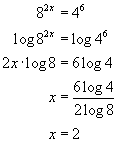 8^{2x} = 4^6
log 8^{2x} = log 4^6
2x·log 8 = 6 log 4
x = \frac{6 log 4}{2 log 8}
x = 2